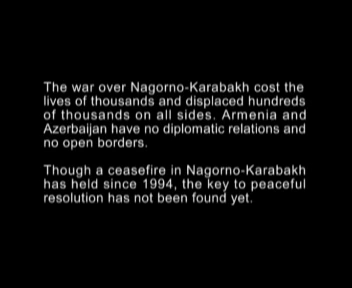 The war over Nagorno-Karabakh cost the
lives of thousands and displaced hundreds
of thousands on all sides. Armenia and
Azerbaijan have no diplomatic relations and
no open borders.
Though a ceasefire in Nagorno-Karabakh
has held since 1994, the key to peaceful
resolution has not been found yet.